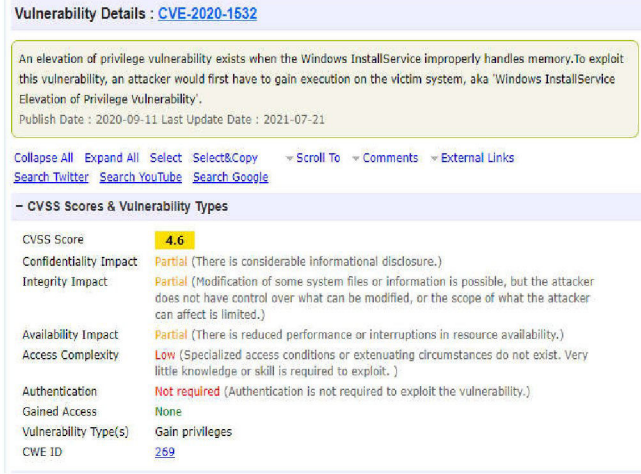 Vulnerability Details : CVE-2020-1532
An elevation of privilege vulnerability exists when the Windows InstallService improperly handles memory.To exploit
this vulnerability, an attacker would first have to gain execution on the victim system, aka 'Windows InstallService
Elevation of Privilege Vulnerability'.
Publish Date : 2020-09-11 Last Update Date : 2021-07-21
Collapse All Expand All Select Select&Copy Scroll To Comments External Links
Search Twitter Search YouTube Search Google
– CVSS Scores & Vulnerability Types
CVSS Score 4.6
Confidentiality Impact Partial (There is considerable informational disclosure.)
Integrity Impact Partial (Modification of some system files or information is possible, but the attacker
does not have control over what can be modified, or the scope of what the attacker
can affect is limited.)
Availability Impact Partial (There is reduced performance or interruptions in resource availability.)
Access Complexity Low (Specialized access conditions or extenuating circumstances do not exist. Very
little knowledge or skill is required to exploit. )
Authentication Not required (Authentication is not required to exploit the vulnerability.)
Gained Access None
Vulnerability Type(s) Gain privileges
CWE ID 269